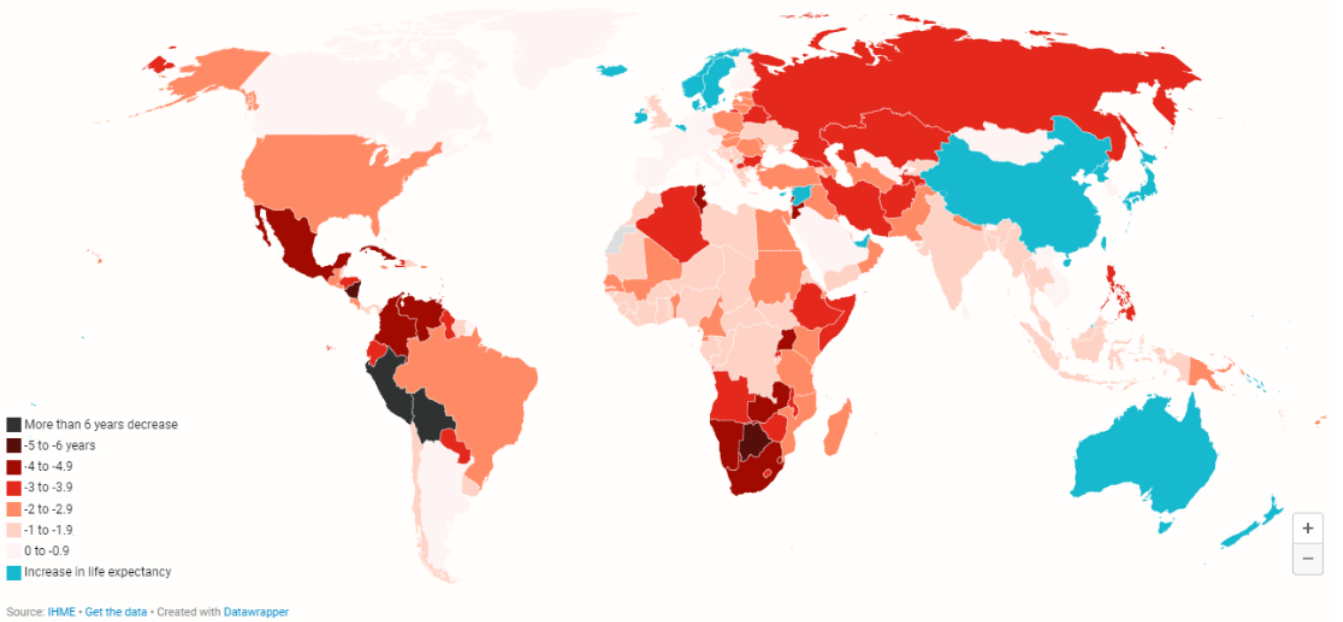 More than 6 years decrease
-5 to -6 years
-4 to -4.9
-3 to -3.9
-2 to -2.9
-1 to -1.9
0 to -0.9
Increase in life expectancy
+
−
Source: IHME • Get the data • Created with Datawrapper